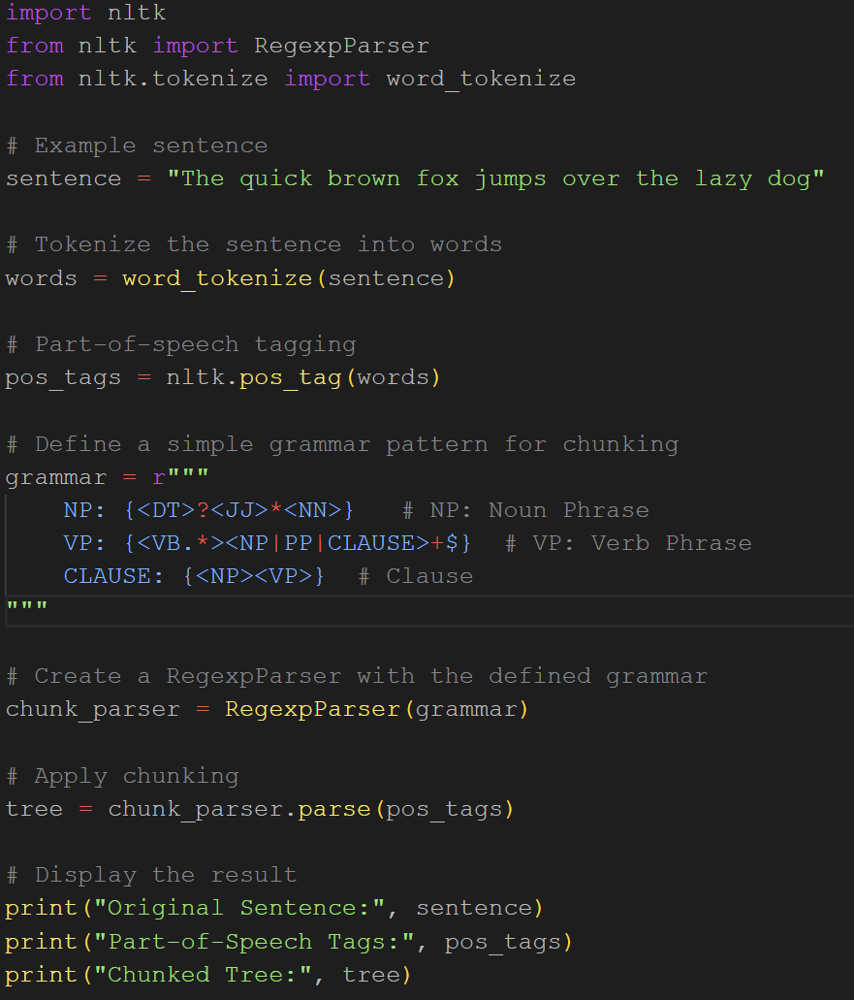 import nltk
from nltk import RegexpParser
from nltk.tokenize import word_tokenize

# Example sentence
sentence = "The quick brown fox jumps over the lazy dog"

# Tokenize the sentence into words
words = word_tokenize(sentence)

# Part-of-speech tagging
pos_tags = nltk.pos_tag(words)

# Define a simple grammar pattern for chunking
grammar = r"""
    NP: {<DT>?<JJ>*<NN>}   # NP: Noun Phrase
    VP: {<VB.*><NP|PP|CLAUSE>+$}  # VP: Verb Phrase
    CLAUSE: {<NP><VP>}  # Clause
"""

# Create a RegexpParser with the defined grammar
chunk_parser = RegexpParser(grammar)

# Apply chunking
tree = chunk_parser.parse(pos_tags)

# Display the result
print("Original Sentence:", sentence)
print("Part-of-Speech Tags:", pos_tags)
print("Chunked Tree:", tree)